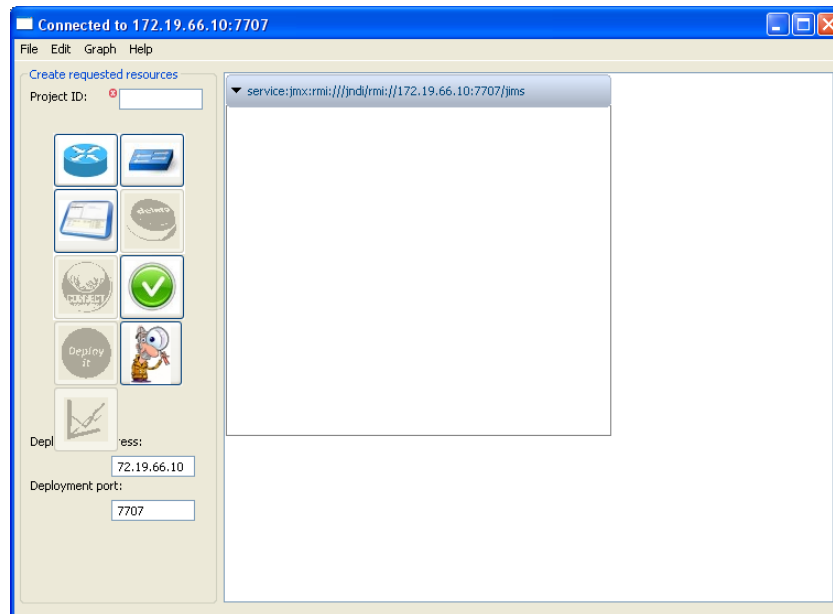 Connected to 172.19.66.10:7707
File Edit Graph Help
Create requested resources
Project ID:
service:jmx:rmi:///jndi/rmi://172.19.66.10:7707/jims
delete
Deploy
it
Depl ress:
72.19.66.10
Deployment port:
7707